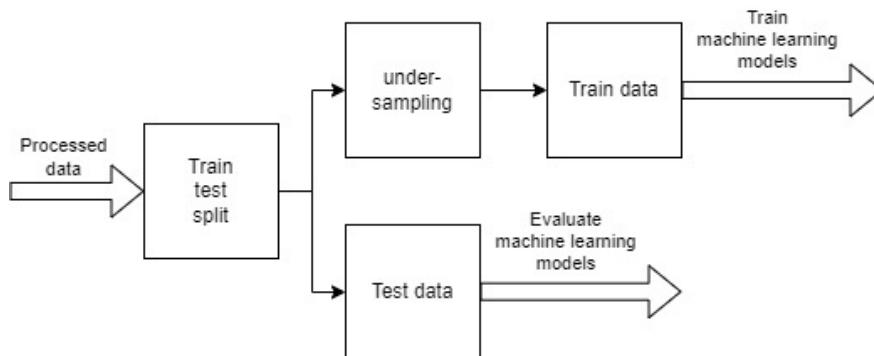 Processed
data
Train
test
split
under-
sampling
Train data
Train
machine learning
models
Test data
Evaluate
machine learning
models